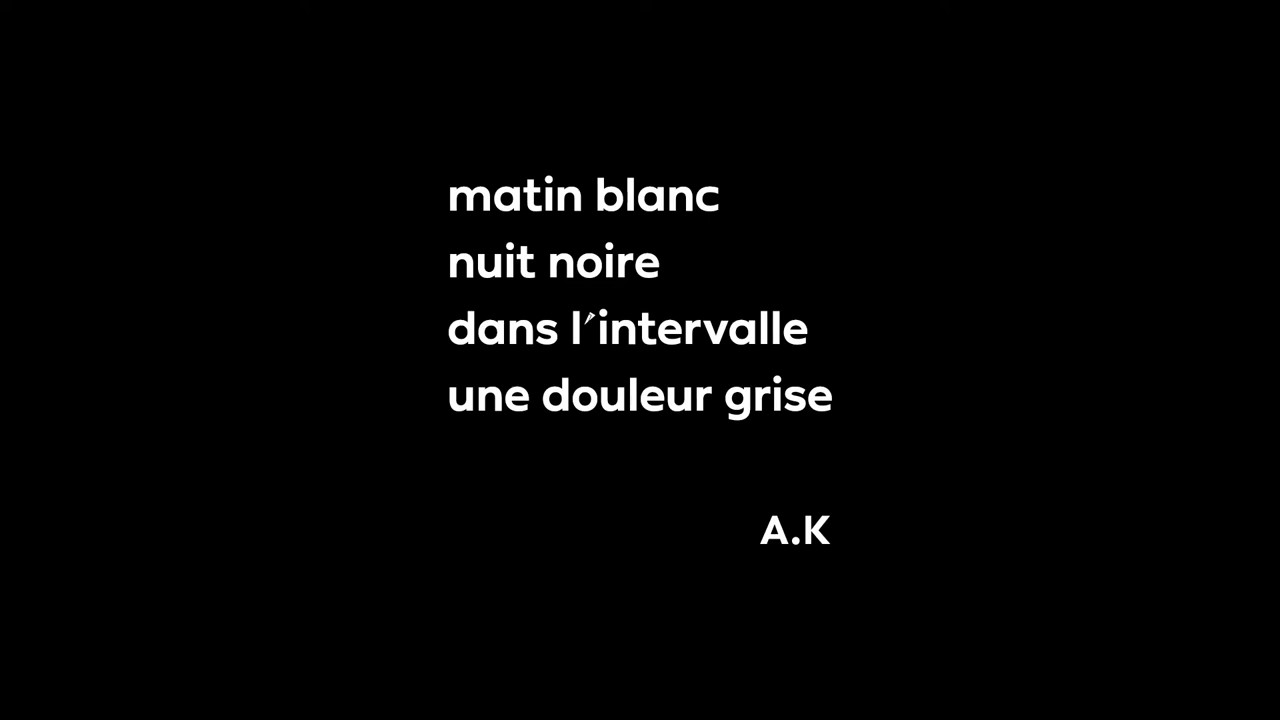 matin blanc
nuit noire
dans l'intervalle
une douleur grise
A.K